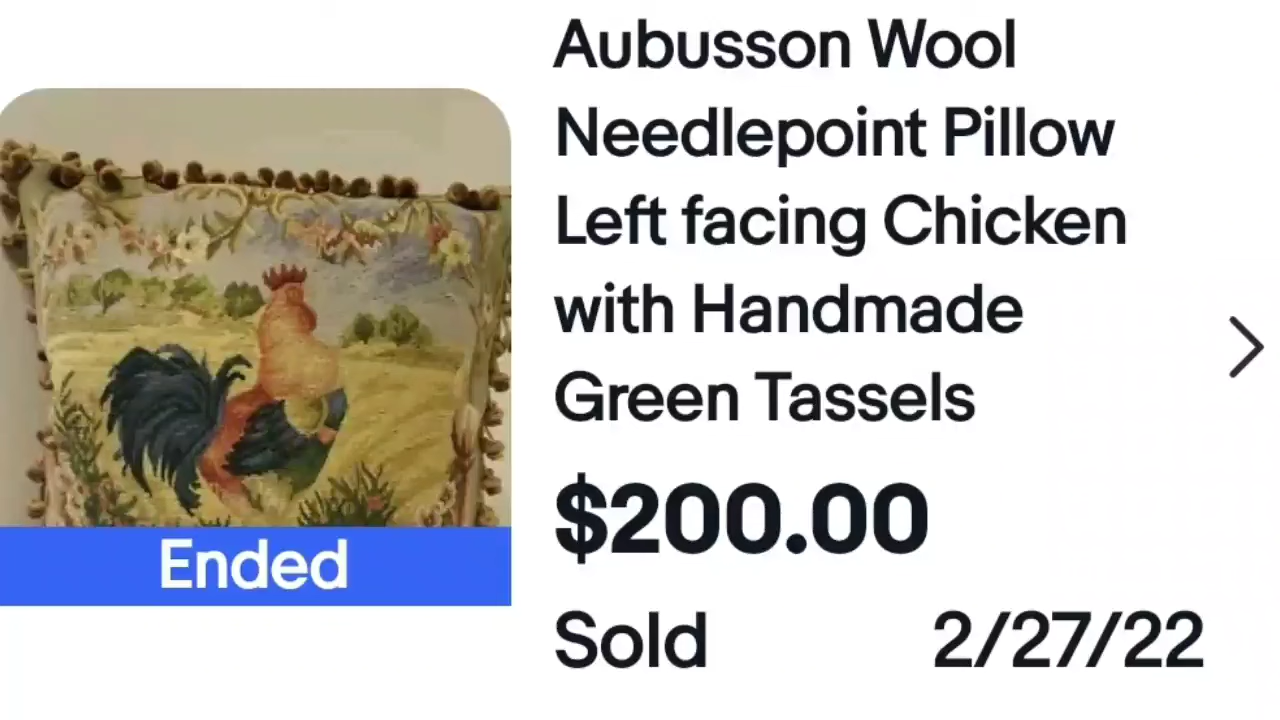 Aubusson Wool
Needlepoint Pillow
Left facing Chicken
with Handmade
Green Tassels
$200.00
Sold 2/27/22
Ended